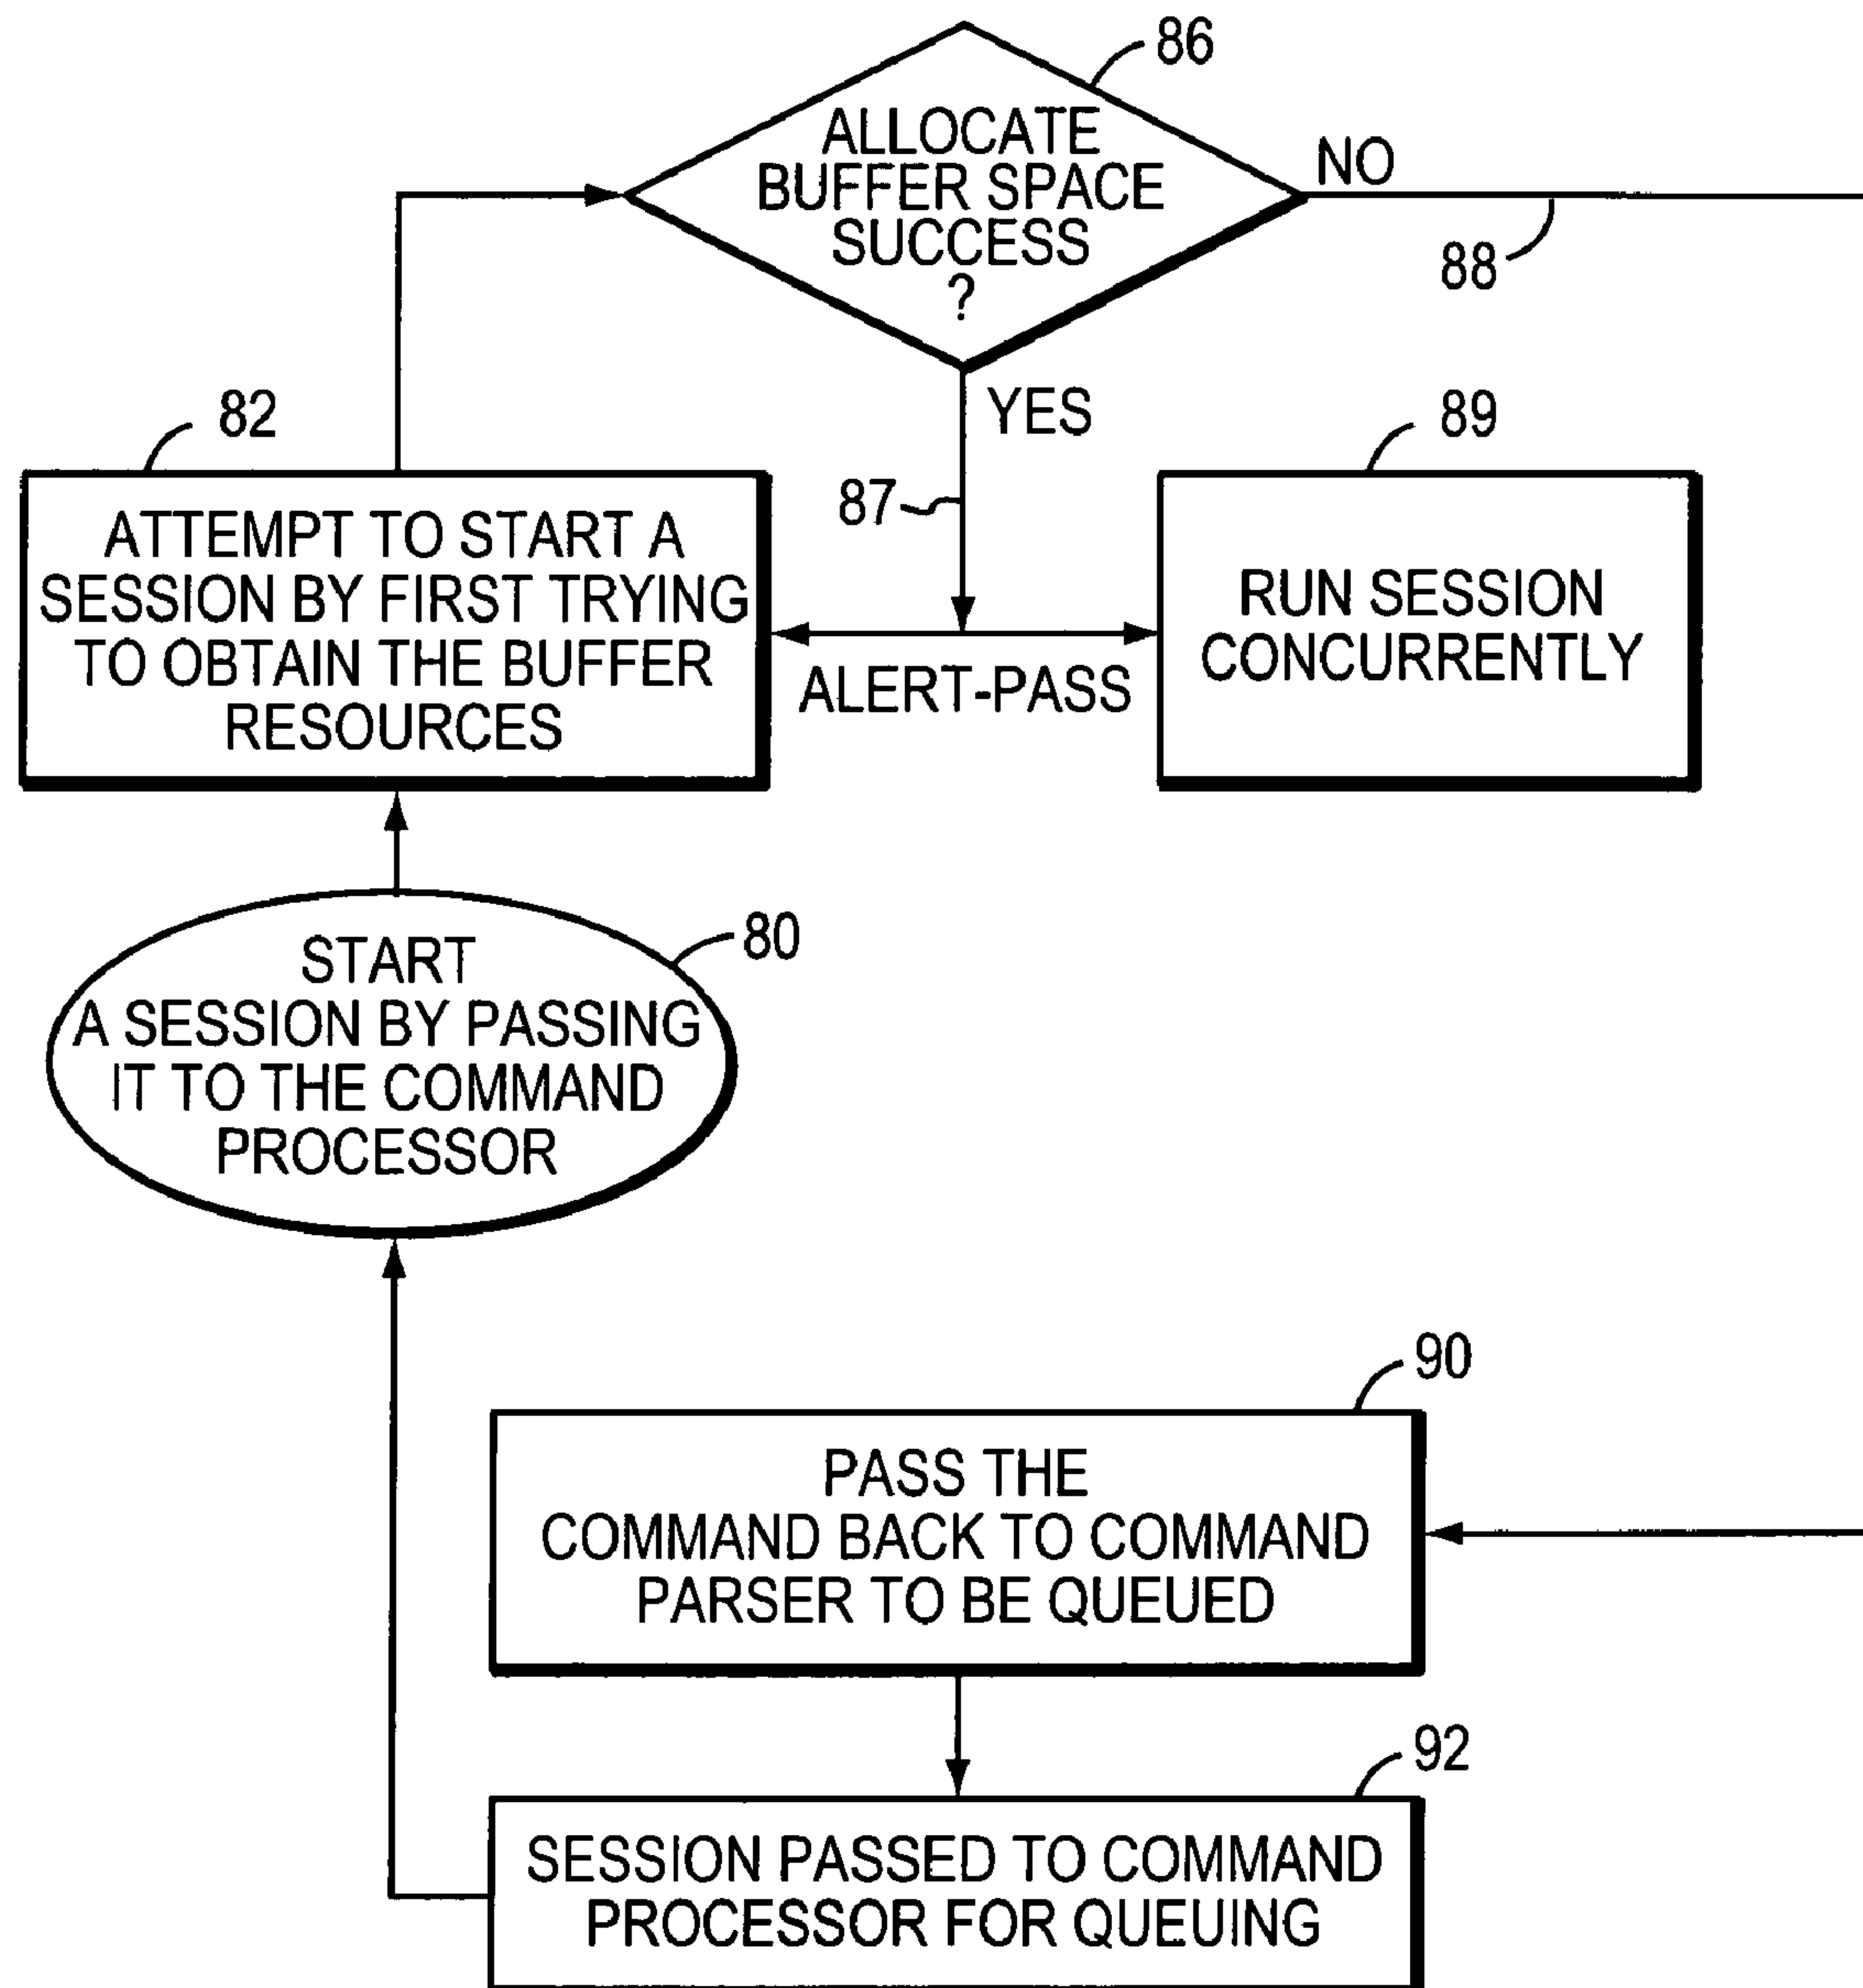 86
ALLOCATE
BUFFER SPACE
SUCCESS
?
NO
88
YES
87
82
ATTEMPT TO START A
SESSION BY FIRST TRYING
TO OBTAIN THE BUFFER
RESOURCES
ALERT-PASS
89
RUN SESSION
CONCURRENTLY
80
START
A SESSION BY PASSING
IT TO THE COMMAND
PROCESSOR
90
PASS THE
COMMAND BACK TO COMMAND
PARSER TO BE QUEUED
92
SESSION PASSED TO COMMAND
PROCESSOR FOR QUEUING